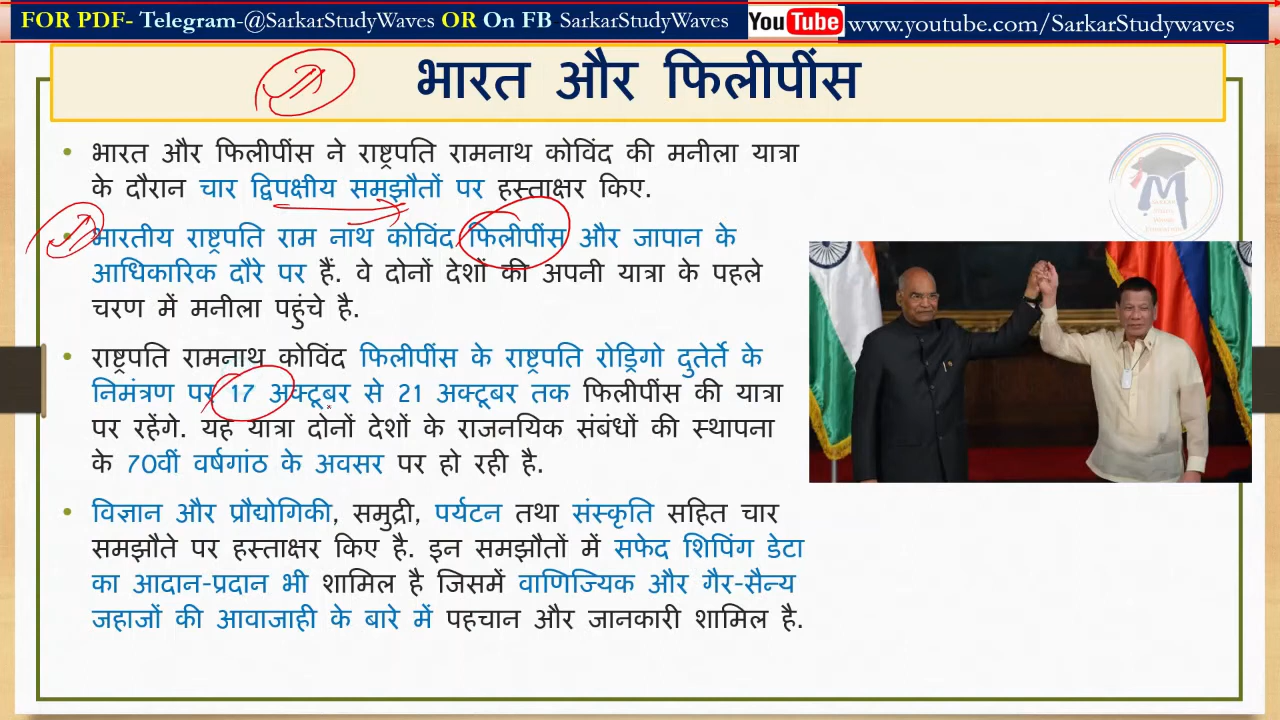 FOR PDF- Telegram-@SarkarStudyWaves OR On FB SarkarStudyWaves
YouTube
www.youtube.com/SarkarStudywaves
भारत और फिलीपींस
• भारत और फिलीपींस ने राष्ट्रपति रामनाथ कोविंद की मनीला यात्रा
के दौरान चार द्विपक्षीय समझौतों पर हस्ताक्षर किए.
• भारतीय राष्ट्रपति राम नाथ कोविंद फिलीपींस और जापान के
आधिकारिक दौरे पर हैं. वे दोनों देशों की अपनी यात्रा के पहले
चरण में मनीला पहुंचे है.
• राष्ट्रपति रामनाथ कोविंद फिलीपींस के राष्ट्रपति रोड्रिगो दुतेर्ते के
निमंत्रण पर 17 अक्टूबर से 21 अक्टूबर तक फिलीपींस की यात्रा
पर रहेंगे. यह यात्रा दोनों देशों के राजनयिक संबंधों की स्थापना
के 70वीं वर्षगांठ के अवसर पर हो रही है.
• विज्ञान और प्रौद्योगिकी, समुद्री, पर्यटन तथा संस्कृति सहित चार
समझौते पर हस्ताक्षर किए है. इन समझौतों में सफेद शिपिंग डेटा
का आदान-प्रदान भी शामिल है जिसमें वाणिज्यिक और गैर-सैन्य
जहाजों की आवाजाही के बारे में पहचान और जानकारी शामिल है.